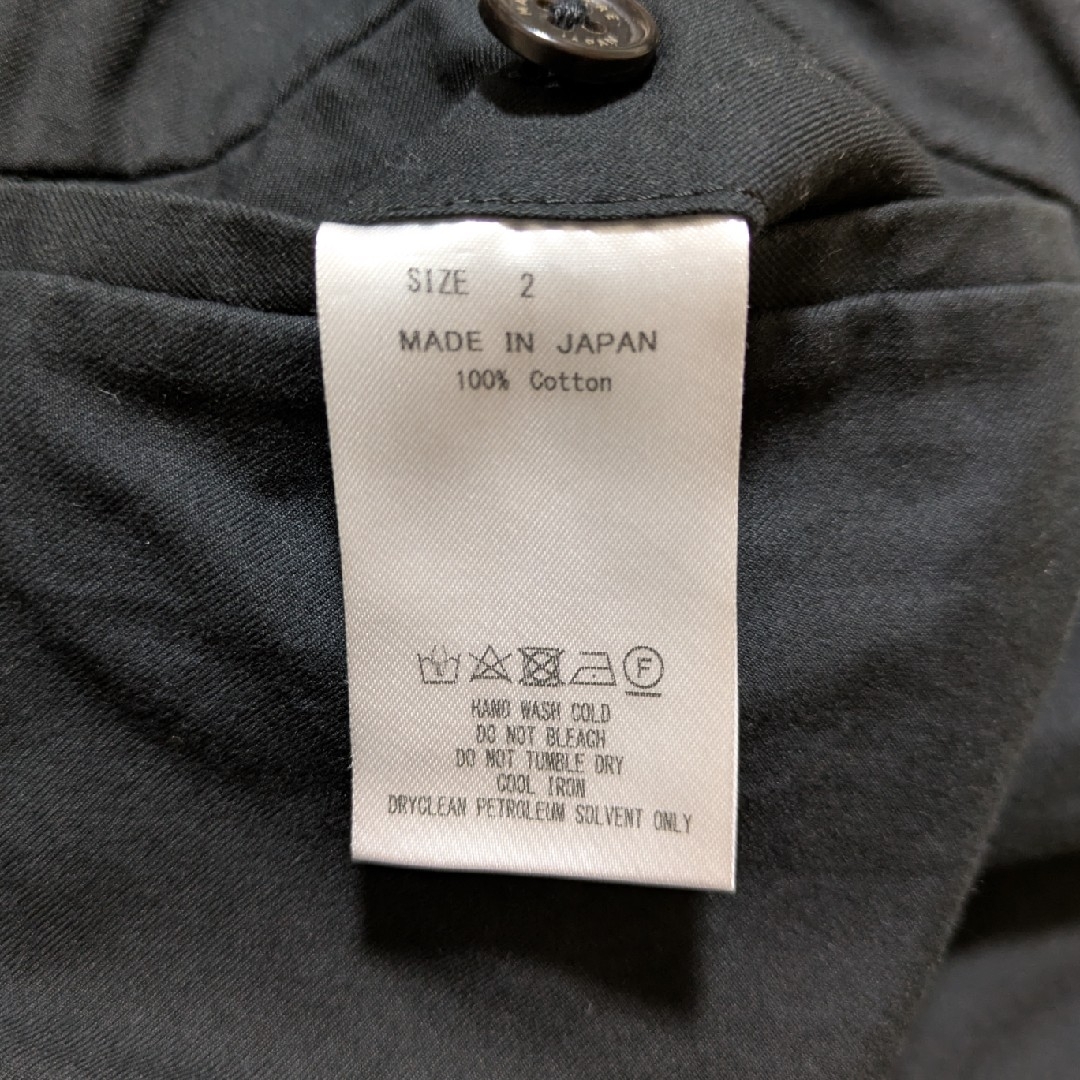 JAPAN
SIZE 2
MADE IN JAPAN
100% Cotton
F
HAND WASH COLD
DO NOT BLEACH
DO NOT TUMBLE DRY
COOL IRON
DRYCLEAN PETROLEUM SOLVENT ONLY